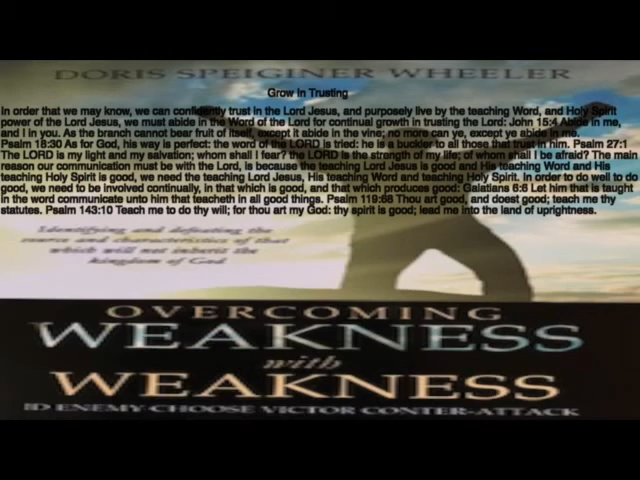 DORIS SPEIGINER WHEELER
Grow in Trusting
In order that we may know, we can confidently trust in the Lord Jesus, and purposely live by the teaching Word, and Holy Spirit
power of the Lord Jesus, we must abide in the Word of the Lord for continual growth in trusting the Lord: John 15:4 Abide in me,
and I in you. As the branch cannot bear fruit of itself, except it abide in the vine; no more can ye, except ye abide in me.
Psalm 18:30 As for God, his way is perfect: the word of the LORD is tried: he is a buckler to all those that trust in him. Psalm 27:1
The LORD is my light and my salvation; whom shall I fear? the LORD is the strength of my life; of whom shall I be afraid? The main
reason our communication must be with the Lord, is because the teaching Lord Jesus is good and His teaching Word and His
teaching Holy Spirit is good, we need the teaching Lord Jesus, His teaching Word and teaching Holy Spirit. In order to do well to do
good, we need to be involved continually, in that which is good, and that which produces good: Galatians 6:6 Let him that is taught
in the word communicate unto him that teacheth in all good things. Psalm 119:68 Thou art good, and doest good; teach me thy
statutes. Psalm 143:10 Teach me to do thy will; for thou art my God: thy spirit is good; lead me into the land of uprightness.
Identifying and defeating the
source and characteristics of that
which will not inherit the
kingdom of God
OVERCOMING
WEAKNESS
with
WEAKNESS
ID ENEMY CHOOSE VICTOR CONTER-ATTACK